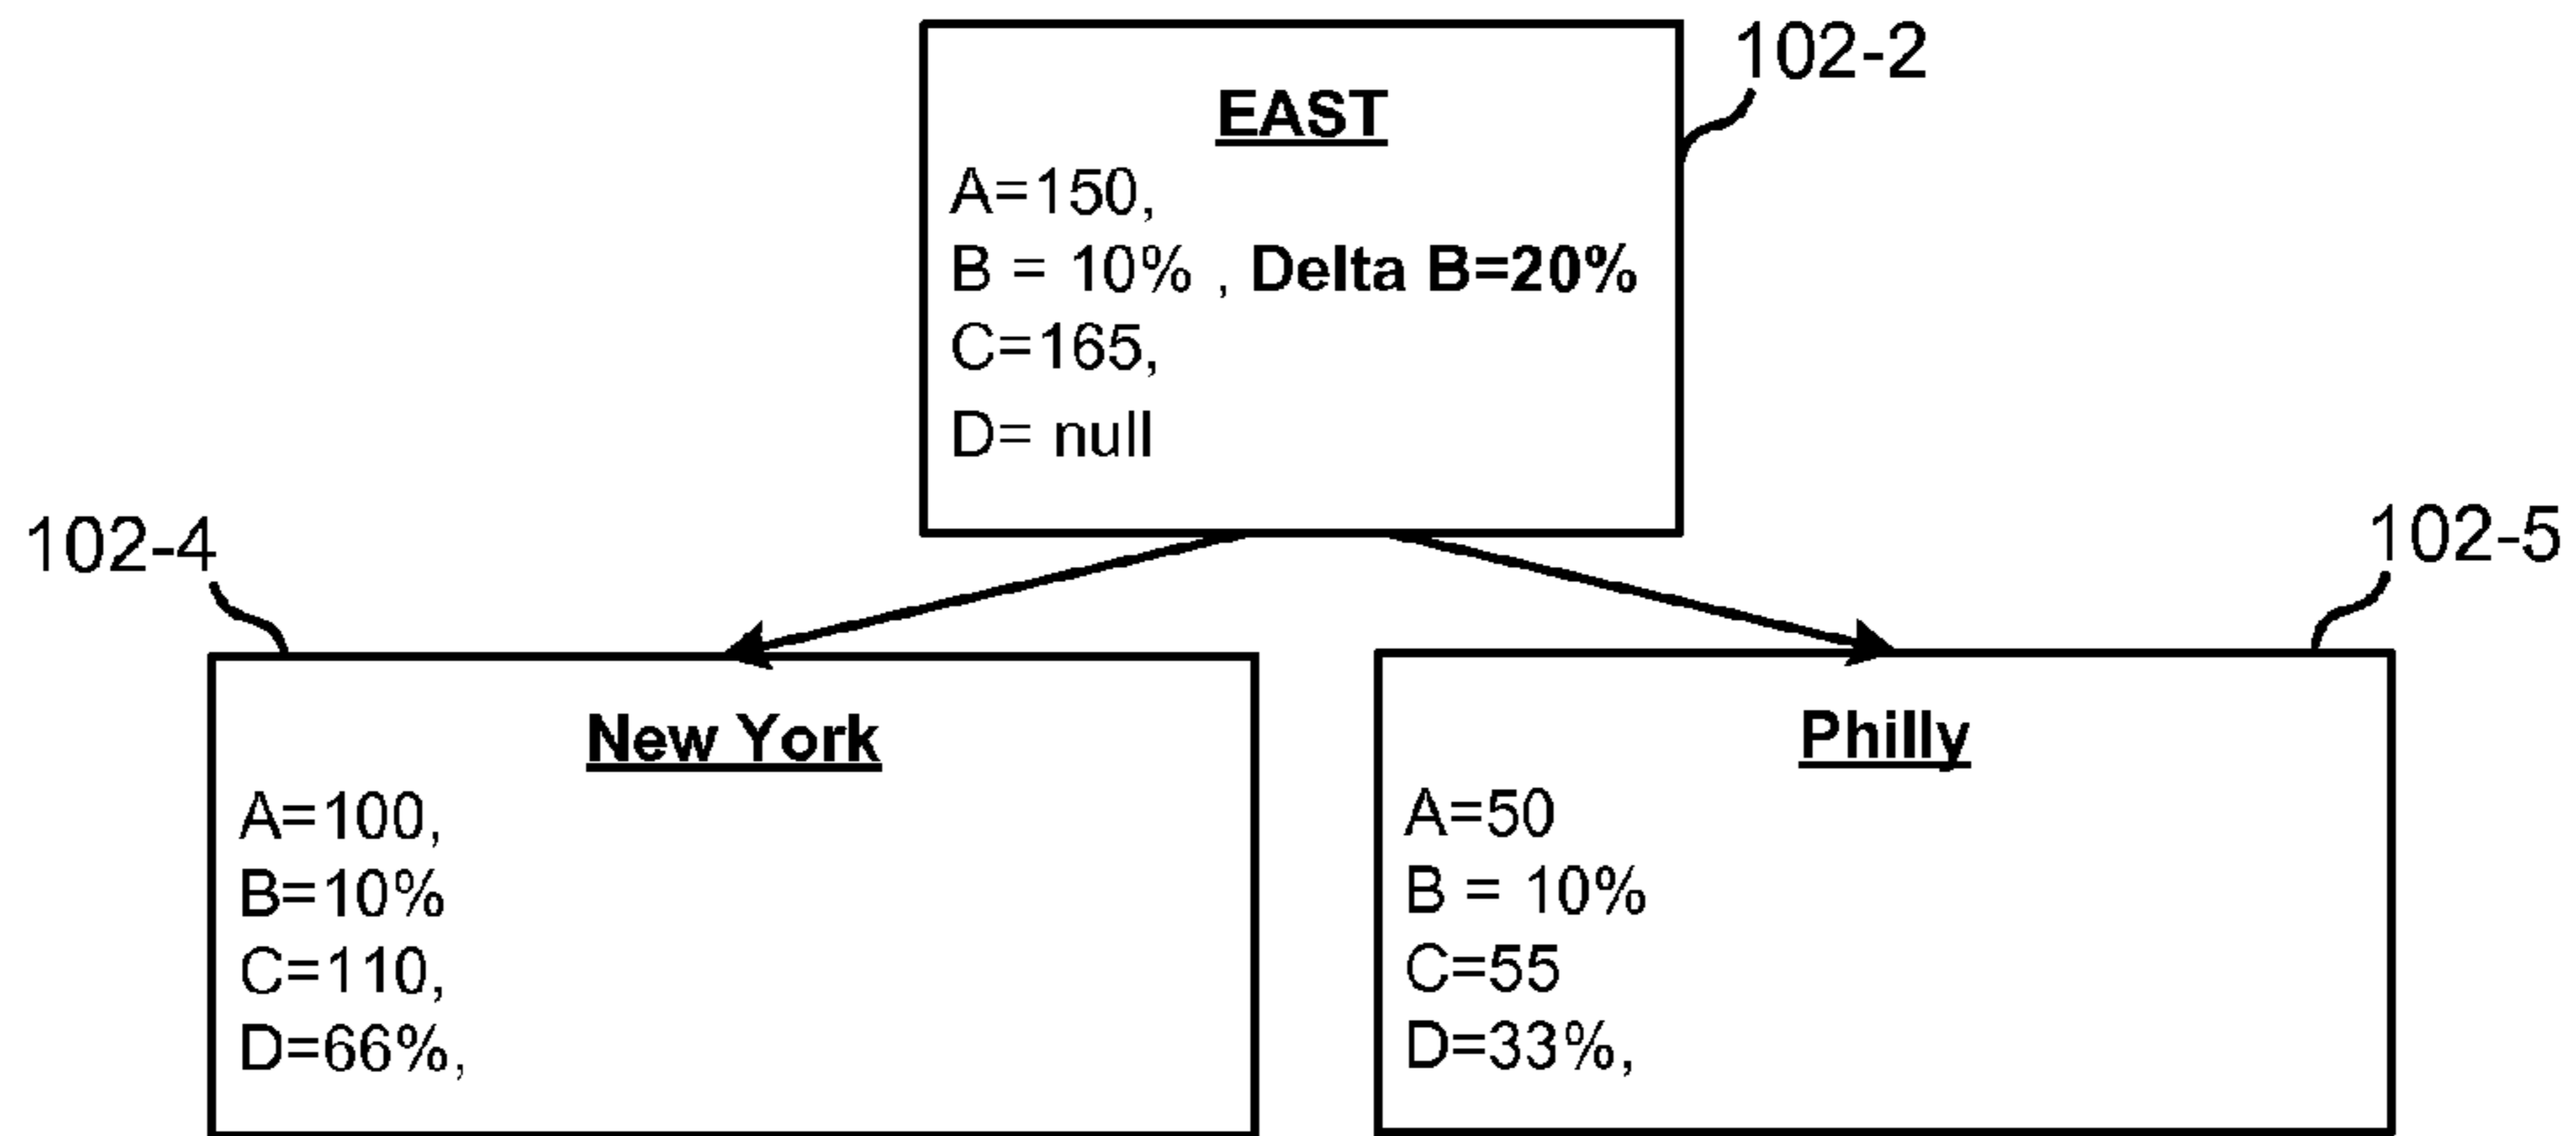 102-2
EAST
A=150,
B = 10% , Delta B=20%
C=165,
D= null
102-4
102-5
New York
A=100,
B=10%
C=110,
D=66%,
Philly
A=50
B = 10%
C=55
D=33%,